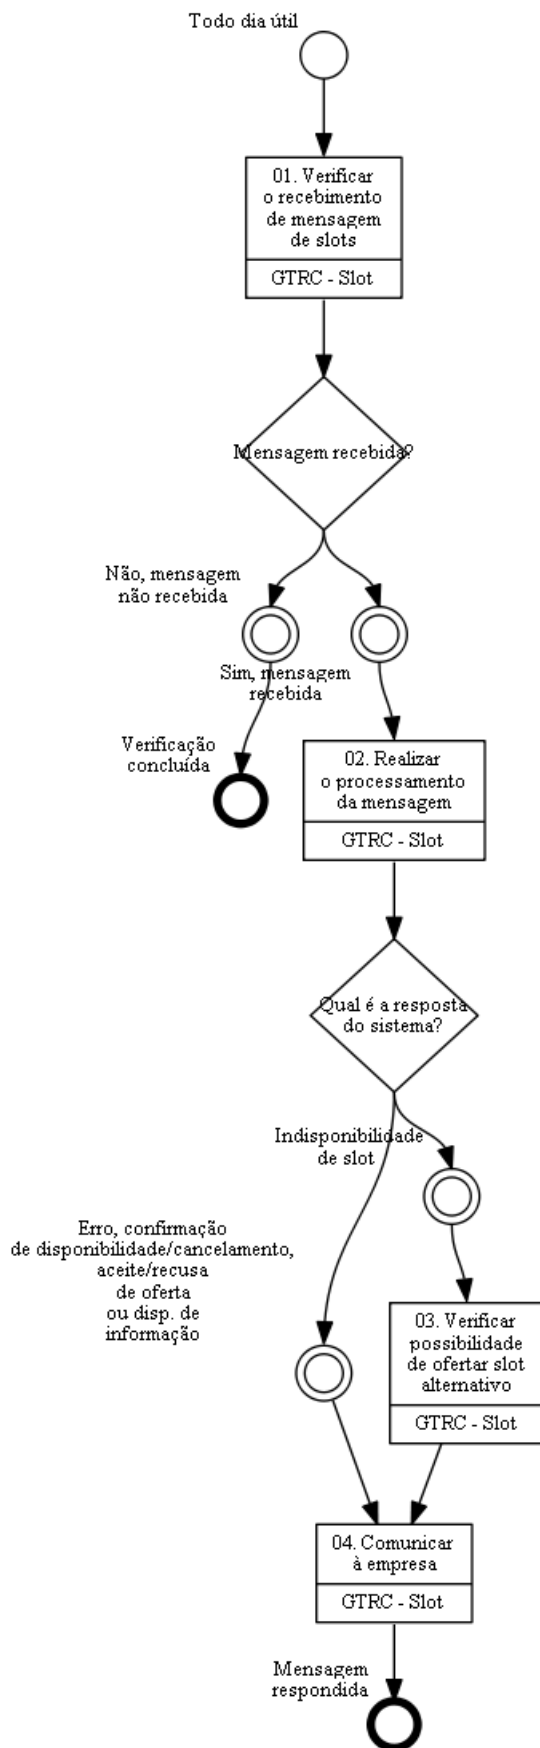 Todo dia útil
01. Verificar
o recebimento
de mensagem
de slots
GTRC - Slot
Mensagem recebida?
Não, mensagem
não recebida
Sim, mensagem
recebida
Verificação
concluída
02. Realizar
o processamento
da mensagem
GTRC - Slot
Qual é a resposta
do sistema?
Indisponibilidade
de slot
Erro, confirmação
de disponibilidade/cancelamento,
aceite/recusa
de oferta
ou disp. de
informação
03. Verificar
possibilidade
de ofertar slot
alternativo
GTRC - Slot
04. Comunicar
à empresa
GTRC - Slot
Mensagem
respondida